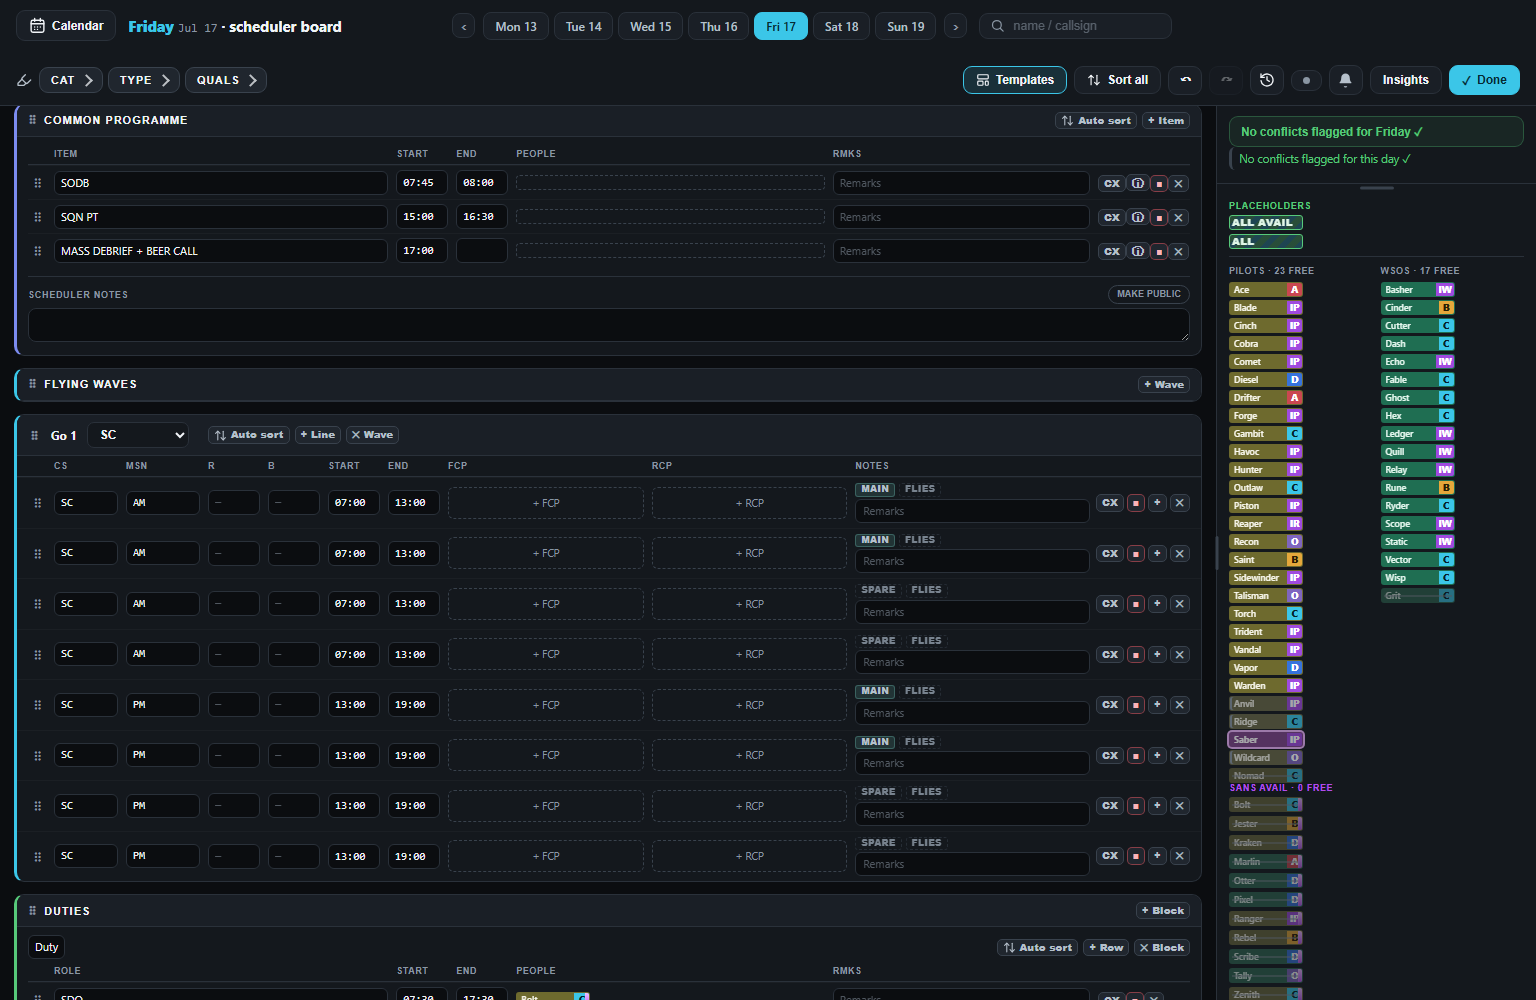 Calendar
Friday Jul 17 · scheduler board
‹ Mon 13 Tue 14 Wed 15 Thu 16 Fri 17 Sat 18 Sun 19 ›
name / callsign
CAT TYPE QUALS
Templates Sort all Insights ✓ Done
COMMON PROGRAMME
Auto sort + Item
ITEM START END PEOPLE RMKS
SODB 07:45 08:00 Remarks CX
SQN PT 15:00 16:30 Remarks CX
MASS DEBRIEF + BEER CALL 17:00 Remarks CX
SCHEDULER NOTES
MAKE PUBLIC
FLYING WAVES
+ Wave
Go 1 SC Auto sort + Line ✕ Wave
CS MSN R B START END FCP RCP NOTES
MAIN FLIES
SC AM – – 07:00 13:00 + FCP + RCP Remarks CX
MAIN FLIES
SC AM – – 07:00 13:00 + FCP + RCP Remarks CX
SPARE FLIES
SC AM – – 07:00 13:00 + FCP + RCP Remarks CX
SPARE FLIES
SC AM – – 07:00 13:00 + FCP + RCP Remarks CX
MAIN FLIES
SC PM – – 13:00 19:00 + FCP + RCP Remarks CX
MAIN FLIES
SC PM – – 13:00 19:00 + FCP + RCP Remarks CX
SPARE FLIES
SC PM – – 13:00 19:00 + FCP + RCP Remarks CX
SPARE FLIES
SC PM – – 13:00 19:00 + FCP + RCP Remarks CX
DUTIES
+ Block
Duty
Auto sort + Row ✕ Block
ROLE START END PEOPLE RMKS
SDO 07:30 17:30 Bolt C Remarks CX
No conflicts flagged for Friday ✓
No conflicts flagged for this day ✓
PLACEHOLDERS
ALL AVAIL
ALL
PILOTS · 23 FREE
Ace A
Blade IP
Cinch IP
Cobra IP
Comet IP
Diesel D
Drifter A
Forge IP
Gambit C
Havoc IP
Hunter IP
Outlaw C
Piston IP
Reaper IR
Recon O
Saint B
Sidewinder IP
Talisman O
Torch C
Trident IP
Vandal IP
Vapor D
Warden IP
Anvil IP
Ridge C
Saber IP
Wildcard O
Nomad C
WSOS · 17 FREE
Basher IW
Cinder B
Cutter C
Dash C
Echo IW
Fable C
Ghost C
Hex C
Ledger IW
Quill IW
Relay IW
Rune B
Ryder C
Scope IW
Static IW
Vector C
Wisp C
Grit C
SANS AVAIL · 0 FREE
Bolt C
Jester B
Kraken D
Marlin A
Otter D
Pixel D
Ranger IP
Rebel B
Scribe D
Tally O
Zenith C